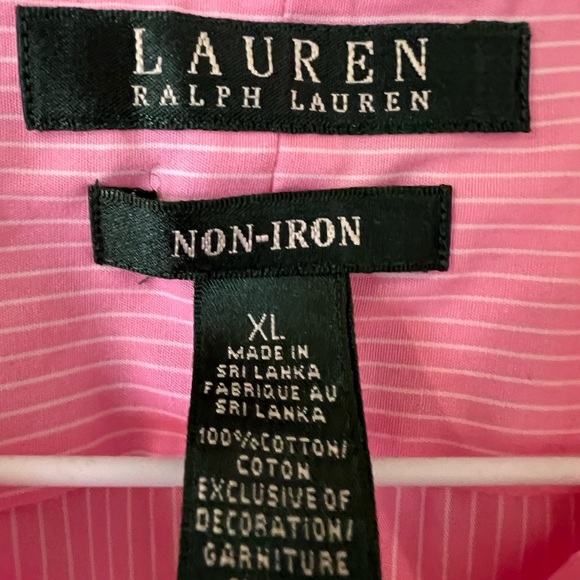 LAUREN
RALPH LAUREN
NON-IRON
XL
MADE IN
SRI LANKA
FABRIQUE AU
SRI LANKA
100%COTTON/
COTON
EXCLUSIVE OF
DECORATION/
GARNITURE